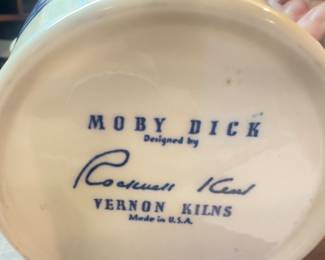 MOBY DICK
Designed by
Rockwell Kent
VERNON KILNS
Made in U.S.A.